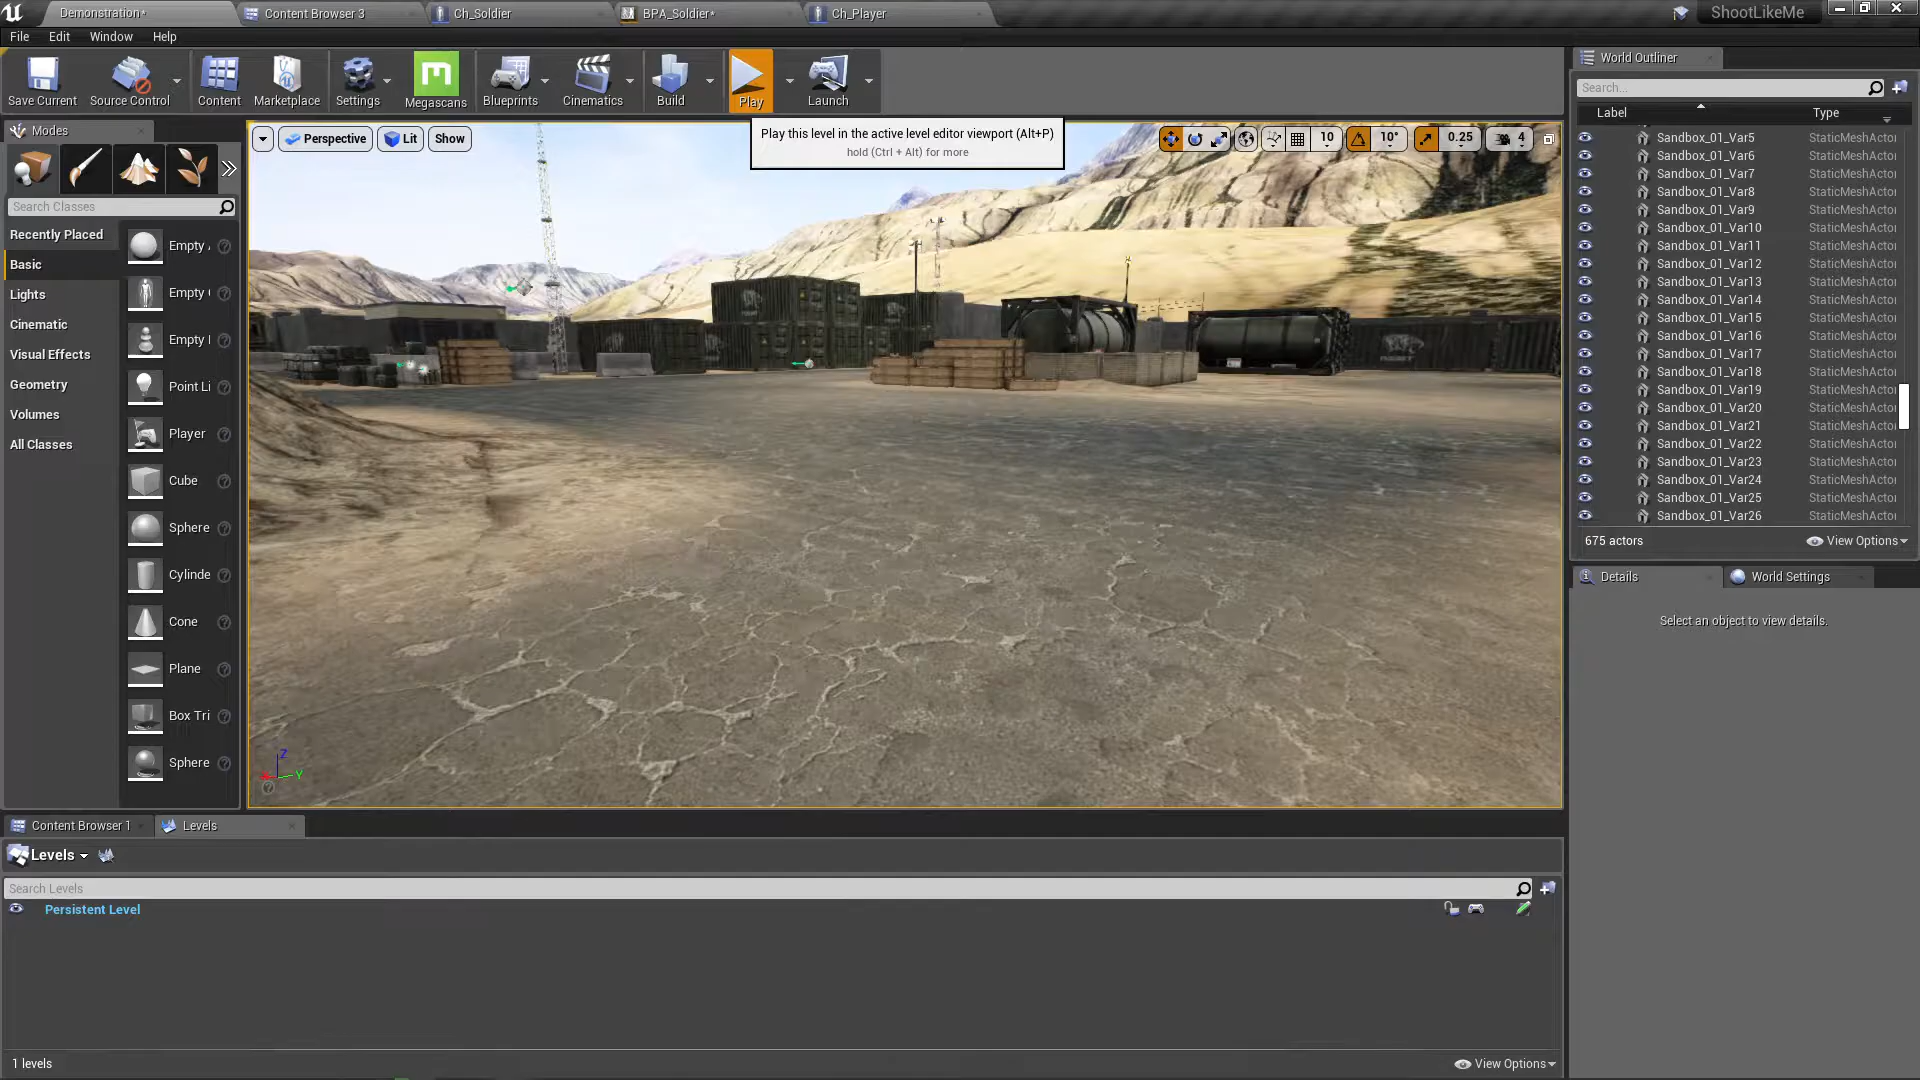 Demonstration*
Content Browser 3
Ch_Soldier
BPA_Soldier*
Ch_Player
ShootLikeMe
File
Edit
Window
Help
Save Current
Source Control
Content
Marketplace
Settings
Megascans
Blueprints
Cinematics
Build
Play
Launch
Modes
Search Classes
Recently Placed
Basic
Lights
Cinematic
Visual Effects
Geometry
Volumes
All Classes
Empty
Empty
Empty
Point Li
Player
Cube
Sphere
Cylinde
Cone
Plane
Box Tri
Sphere
Perspective
Lit
Show
Play this level in the active level editor viewport (Alt+P)
hold (Ctrl + Alt) for more
10
10°
0.25
4
Z
X
Y
World Outliner
Search...
Label
Type
Sandbox_01_Var5 StaticMeshActor
Sandbox_01_Var6 StaticMeshActor
Sandbox_01_Var7 StaticMeshActor
Sandbox_01_Var8 StaticMeshActor
Sandbox_01_Var9 StaticMeshActor
Sandbox_01_Var10 StaticMeshActor
Sandbox_01_Var11 StaticMeshActor
Sandbox_01_Var12 StaticMeshActor
Sandbox_01_Var13 StaticMeshActor
Sandbox_01_Var14 StaticMeshActor
Sandbox_01_Var15 StaticMeshActor
Sandbox_01_Var16 StaticMeshActor
Sandbox_01_Var17 StaticMeshActor
Sandbox_01_Var18 StaticMeshActor
Sandbox_01_Var19 StaticMeshActor
Sandbox_01_Var20 StaticMeshActor
Sandbox_01_Var21 StaticMeshActor
Sandbox_01_Var22 StaticMeshActor
Sandbox_01_Var23 StaticMeshActor
Sandbox_01_Var24 StaticMeshActor
Sandbox_01_Var25 StaticMeshActor
Sandbox_01_Var26 StaticMeshActor
675 actors
View Options
Details
World Settings
Select an object to view details.
Content Browser 1
Levels
Levels
Search Levels
Persistent Level
1 levels
View Options